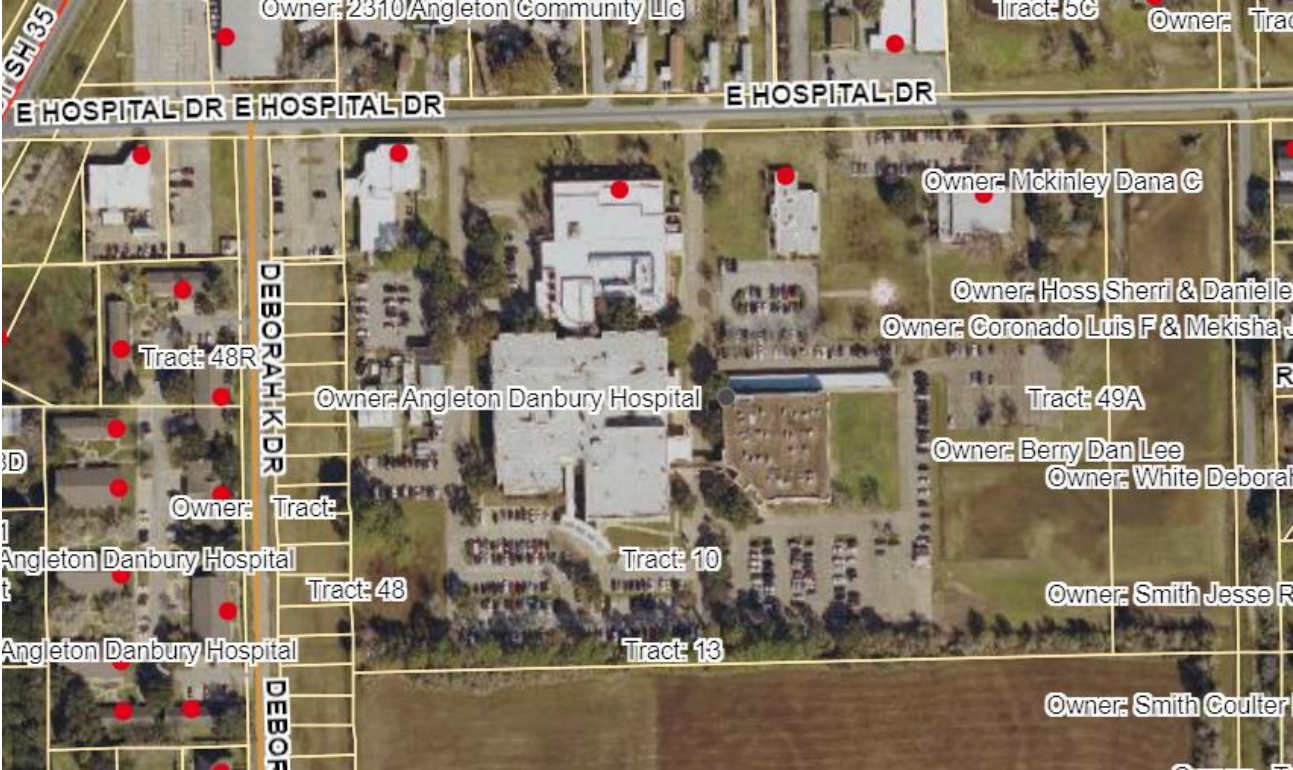 Owner: 2310 Angleton Community Llc
Tract: 5C
Owner:
SH 35
E HOSPITAL DR
E HOSPITAL DR
E HOSPITAL DR
Owner: Mckinley Dana C
Owner: Hoss Sherri & Danielle
Owner: Coronado Luis F & Mekisha J
Tract: 48R
DEBORAH K DR
R
Owner: Angleton Danbury Hospital
Tract: 49A
Owner: Berry Dan Lee
3D
Owner: White Deborah
Owner:
Tract:
Angleton Danbury Hospital
Tract: 10
t
Tract: 48
Owner: Smith Jesse R
Angleton Danbury Hospital
Tract: 13
DEBOR
Owner: Smith Coulter